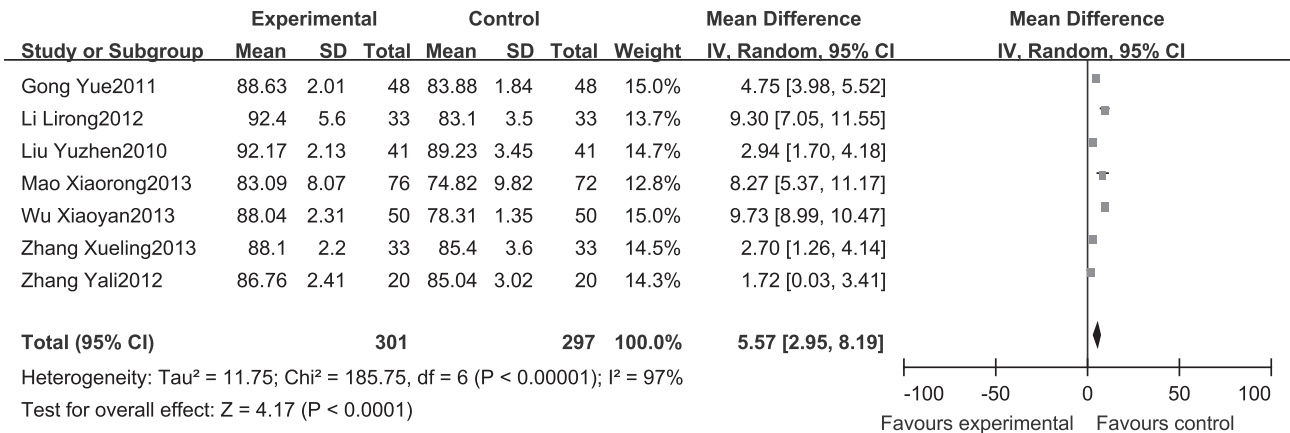 Experimental Control Mean Difference Mean Difference
Study or Subgroup Mean SD Total Mean SD Total Weight IV, Random, 95% CI IV, Random, 95% CI
Gong Yue2011 88.63 2.01 48 83.88 1.84 48 15.0% 4.75 [3.98, 5.52]
Li Lirong2012 92.4 5.6 33 83.1 3.5 33 13.7% 9.30 [7.05, 11.55]
Liu Yuzhen2010 92.17 2.13 41 89.23 3.45 41 14.7% 2.94 [1.70, 4.18]
Mao Xiaorong2013 83.09 8.07 76 74.82 9.82 72 12.8% 8.27 [5.37, 11.17]
Wu Xiaoyan2013 88.04 2.31 50 78.31 1.35 50 15.0% 9.73 [8.99, 10.47]
Zhang Xueling2013 88.1 2.2 33 85.4 3.6 33 14.5% 2.70 [1.26, 4.14]
Zhang Yali2012 86.76 2.41 20 85.04 3.02 20 14.3% 1.72 [0.03, 3.41]
Total (95% CI) 301 297 100.0% 5.57 [2.95, 8.19]
Heterogeneity: Tau² = 11.75; Chi² = 185.75, df = 6 (P < 0.00001); I² = 97%
Test for overall effect: Z = 4.17 (P < 0.0001)
-100 -50 0 50 100
Favours experimental Favours control